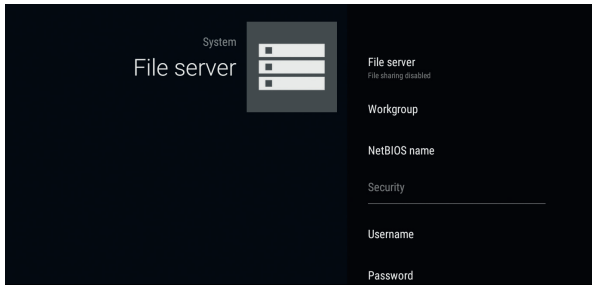 System
File server
File server
File sharing disabled
Workgroup
NetBIOS name
Security
Username
Password